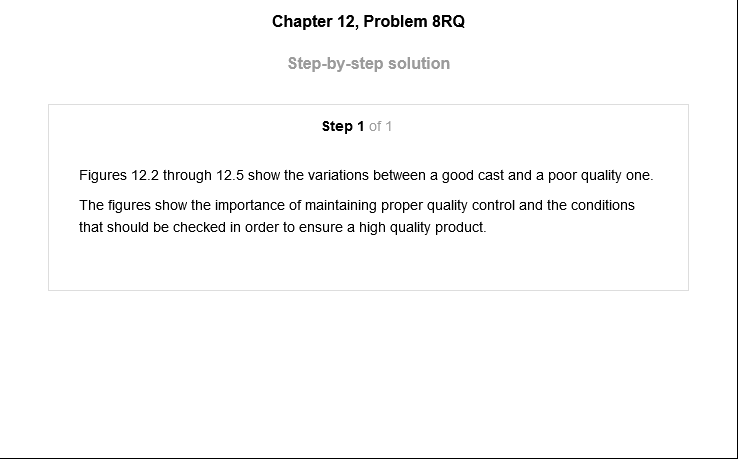 Chapter 12, Problem 8RQ
Step-by-step solution
Step 1 of 1
Figures 12.2 through 12.5 show the variations between a good cast and a poor quality one.
The figures show the importance of maintaining proper quality control and the conditions
that should be checked in order to ensure a high quality product.